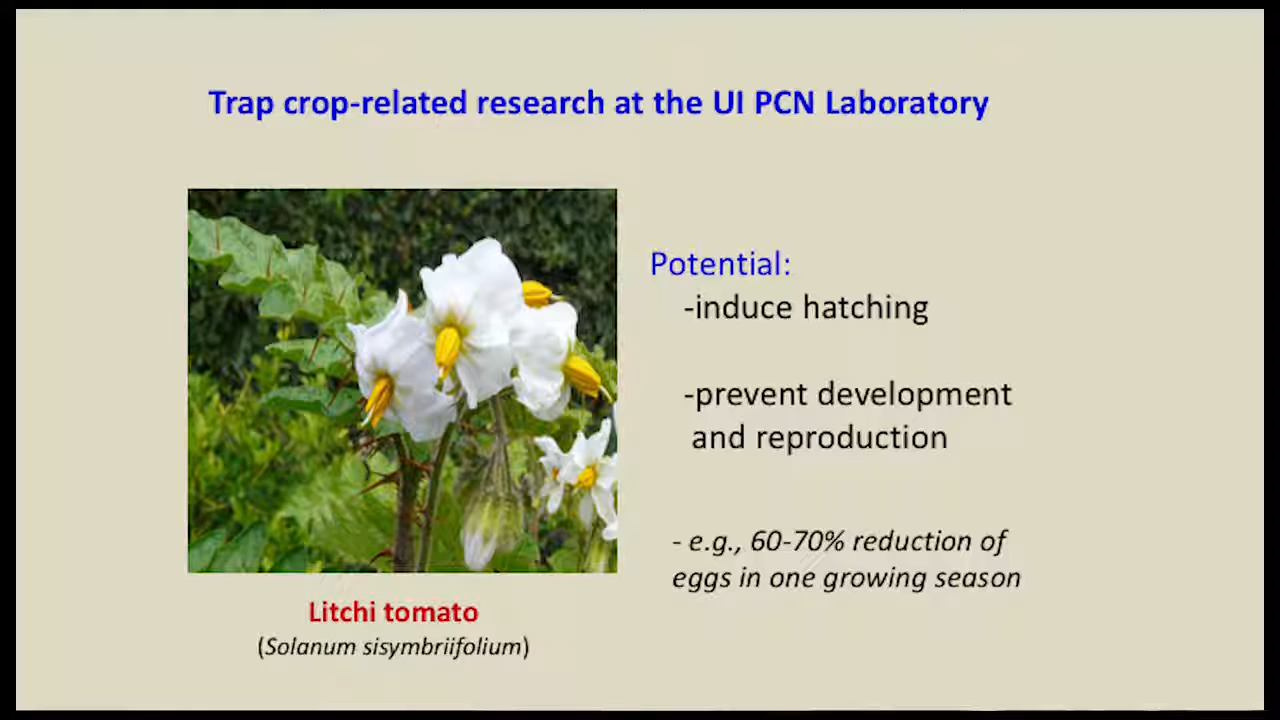 Trap crop-related research at the UI PCN Laboratory
Potential:
-induce hatching
-prevent development
and reproduction
- e.g., 60-70% reduction of
eggs in one growing season
Litchi tomato
(Solanum sisymbriifolium)